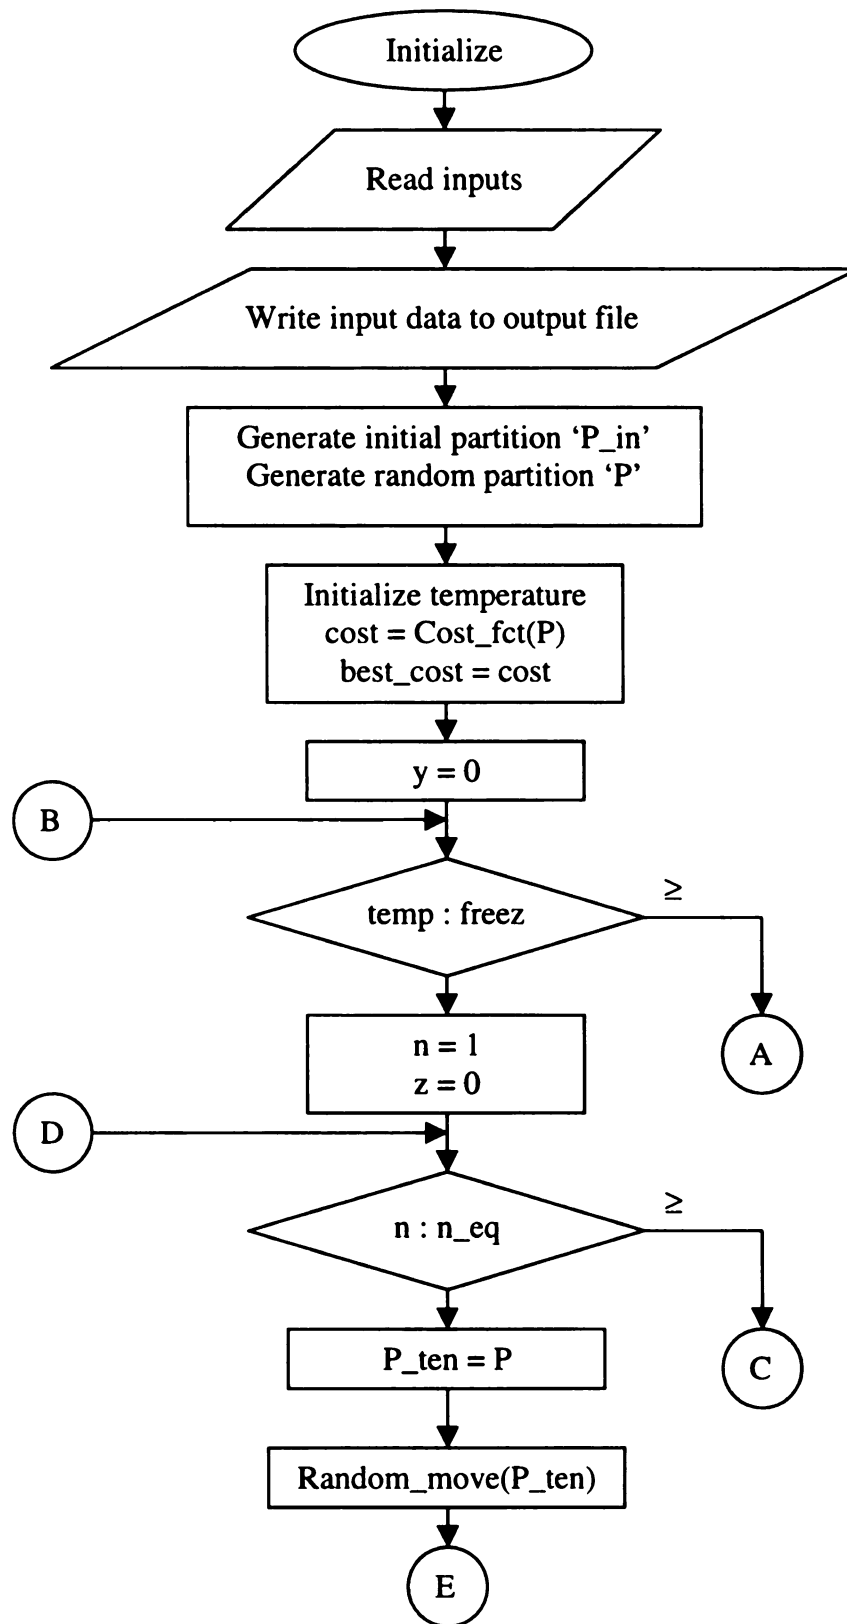 Initialize
Read inputs
Write input data to output file
Generate initial partition ‘P_in’
Generate random partition ‘P’
Initialize temperature
cost = Cost_fct(P)
best_cost = cost
y = 0
B
temp : freez
≥
A
n = 1
z = 0
D
n : n_eq
≥
C
P_ten = P
Random_move(P_ten)
E